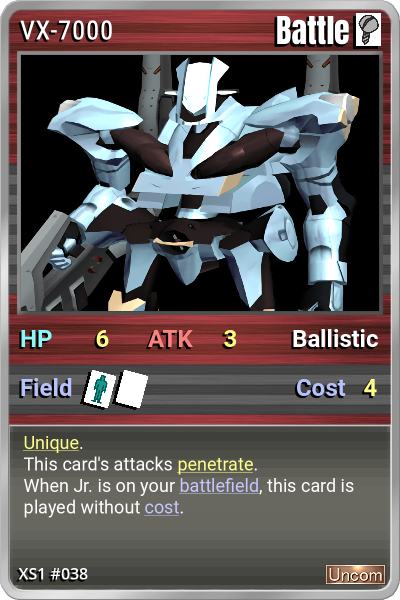 VX-7000 Battle
HP 6 ATK 3 Ballistic
Field Cost 4
Unique.
This card's attacks penetrate.
When Jr. is on your battlefield, this card is
played without cost.
XS1 #038 Uncom